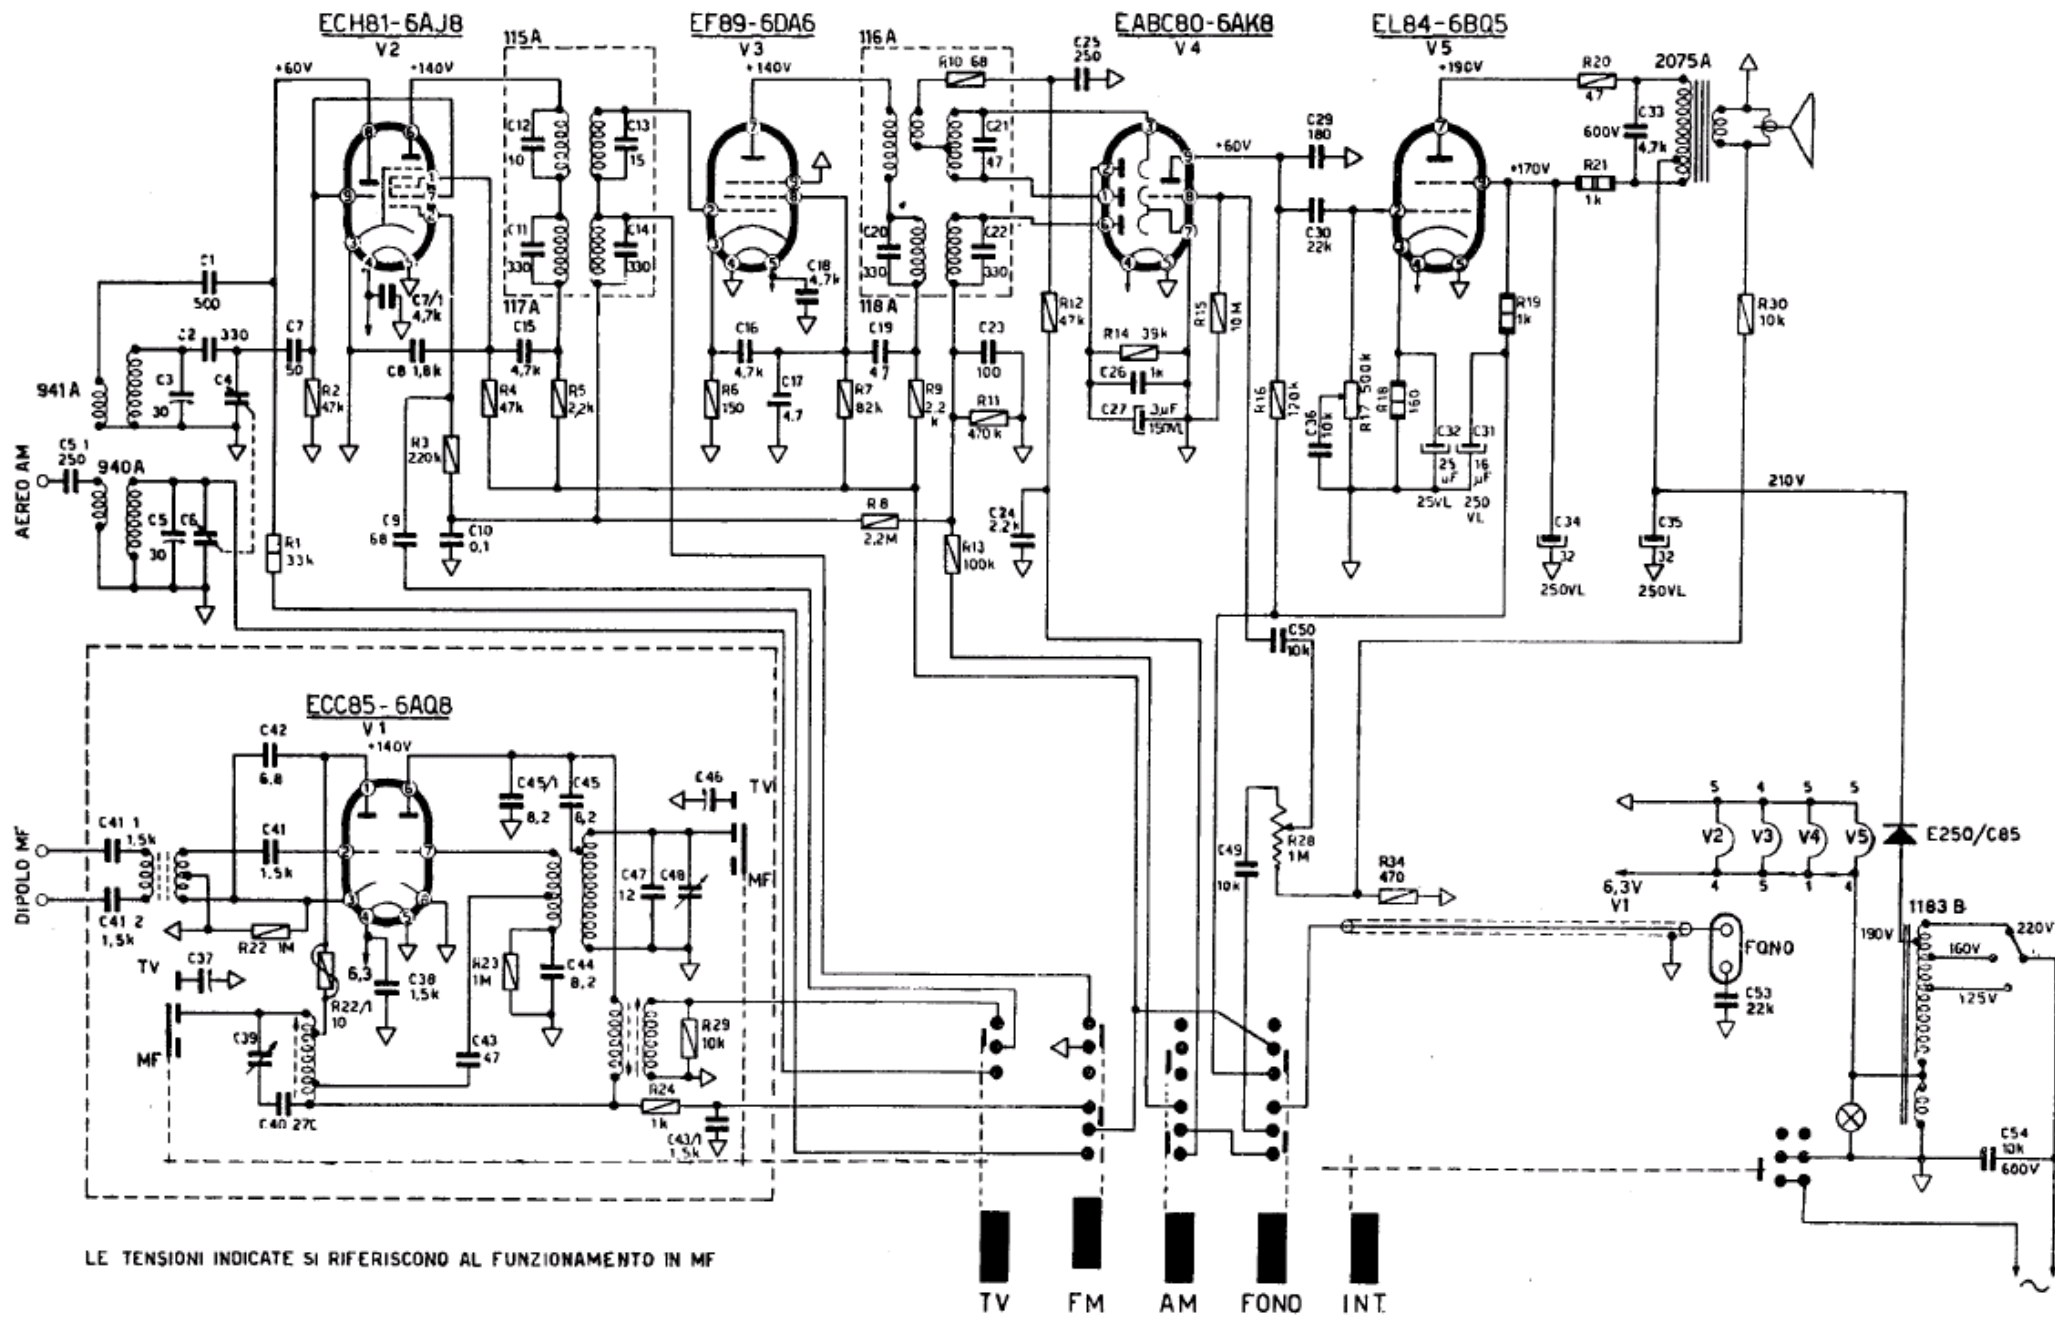 ECH81-6AJ8
V2
EF89-6DA6
V3
EABC80-6AK8
V4
EL84-6BQ5
V5
115A
116A
2075A
+60V
+140V
+140V
+190V
C25
250
R10 68
R20
47
C12
10
C13
15
C21
47
C29
180
C33
600V
4,7k
+60V
+170V
R21
1k
C11
330
C14
330
C20
330
C22
330
C30
22k
C1
500
C7/1
4,7k
117A
C18
4,7k
118A
R12
47k
R15
10M
R19
1k
R30
10k
C2 330
C7
50
C8 1,8k
C15
4,7k
C16
4,7k
C19
4,7
C23
100
R14 39k
941A
C3
30
C4
R2
47k
R4
47k
R5
2,2k
R6
150
C17
4.7
R7
82k
R9
2.2
k
R11
470k
C26 1k
C27 3µF
150VL
R16
120k
C36
10k
R17 500k
R18
160
C32
25
µF
25VL
C31
16
µF
250
VL
AEREO AM
C5 1
250
940A
C5
30
C6
R3
220k
R1
33k
C9
68
C10
0,1
R8
2.2M
R13
100k
C24
2.2k
C34
32
250VL
C35
32
250VL
210V
C50
10k
ECC85-6AQ8
V1
+140V
C42
6,8
C45/1
8,2
C45
8,2
C46
TV
MF
DIPOLO MF
C41 1
1,5k
C41
1,5k
C41 2
1,5k
C47
12
C48
R22 1M
6,3
R22/1
10
C38
1,5k
R23
1M
C44
8,2
TV
C37
MF
C39
C43
47
C40
R29
10k
R24
1k
C43/1
1,5k
C49
10k
R28
1M
R34
470
5 4 5 5
V2 V3 V4 V5
4 5 1 4
6,3V
V1
E250/C85
1183 B
190V
220V
160V
125V
FONO
C53
22k
C54
10k
600V
LE TENSIONI INDICATE SI RIFERISCONO AL FUNZIONAMENTO IN MF
TV FM AM FONO INT.